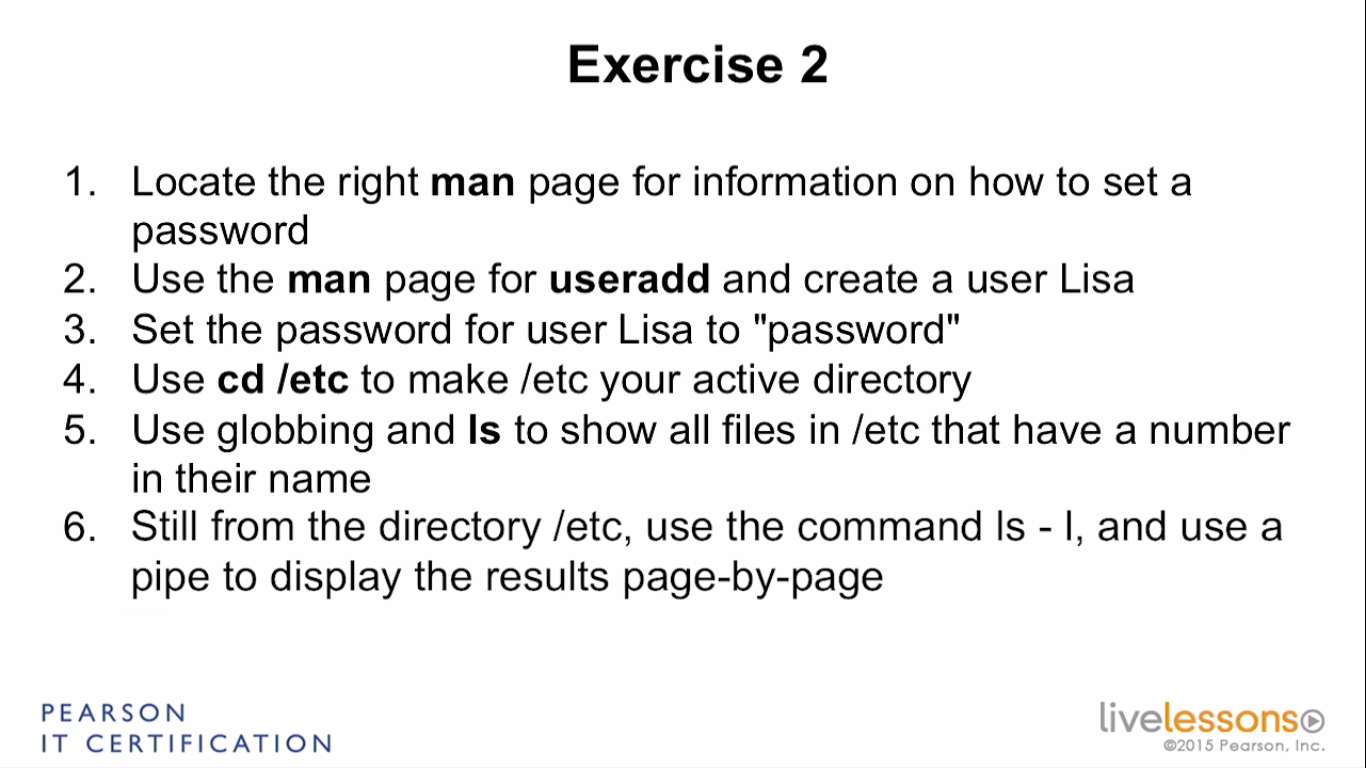 Exercise 2
1. Locate the right man page for information on how to set a
password
2. Use the man page for useradd and create a user Lisa
3. Set the password for user Lisa to "password"
4. Use cd /etc to make /etc your active directory
5. Use globbing and ls to show all files in /etc that have a number
in their name
6. Still from the directory /etc, use the command ls - l, and use a
pipe to display the results page-by-page
PEARSON
IT CERTIFICATION
livelessons
©2015 Pearson, Inc.